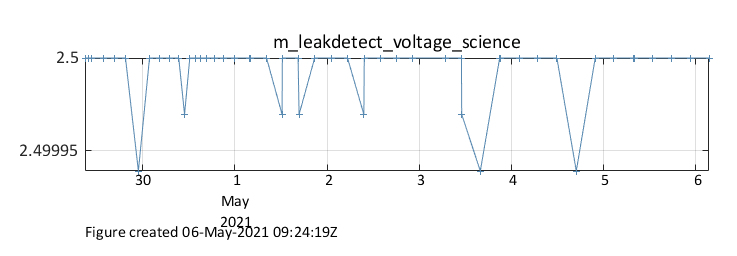 m_leakdetect_voltage_science
2.5
2.49995
30 1 2 3 4 5 6
May
2021
Figure created 06-May-2021 09:24:19Z